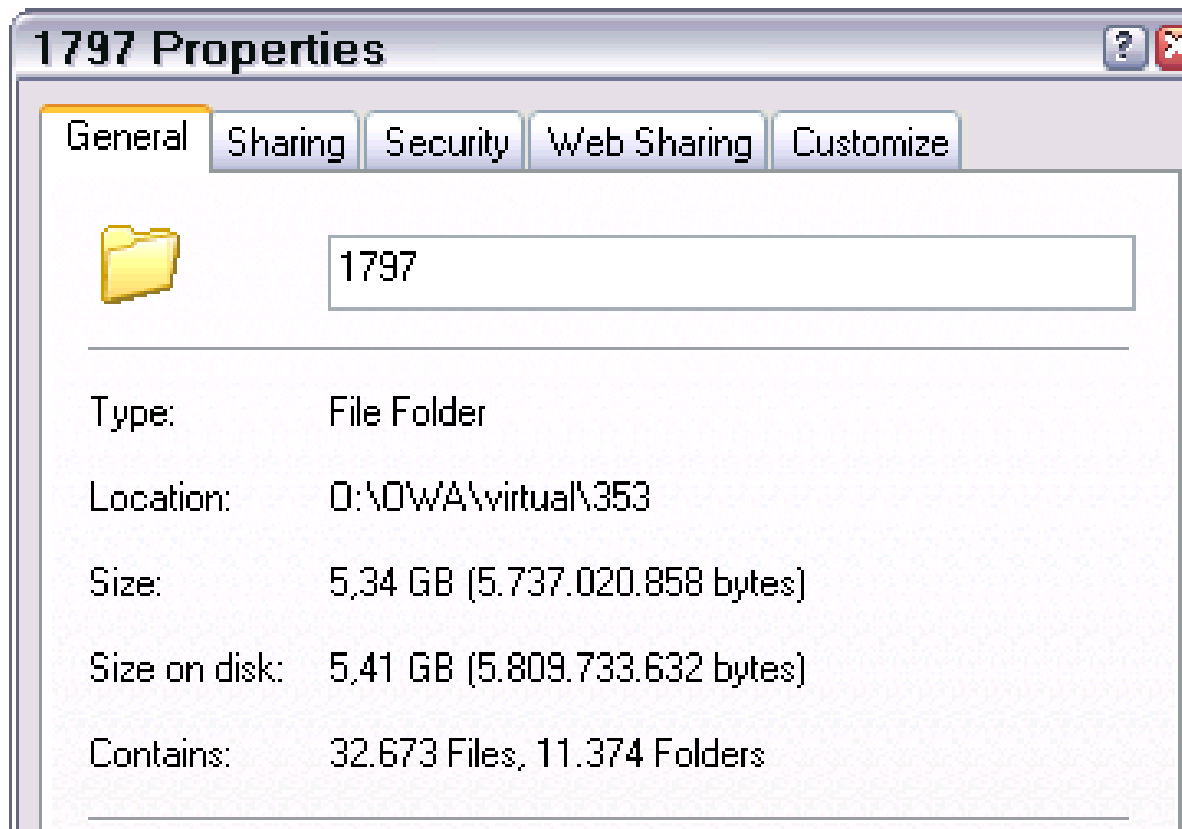 1797 Properties
General Sharing Security Web Sharing Customize
1797
Type: File Folder
Location: O:\OWA\virtual\353
Size: 5,34 GB (5.737.020.858 bytes)
Size on disk: 5,41 GB (5.809.733.632 bytes)
Contains: 32.673 Files, 11.374 Folders